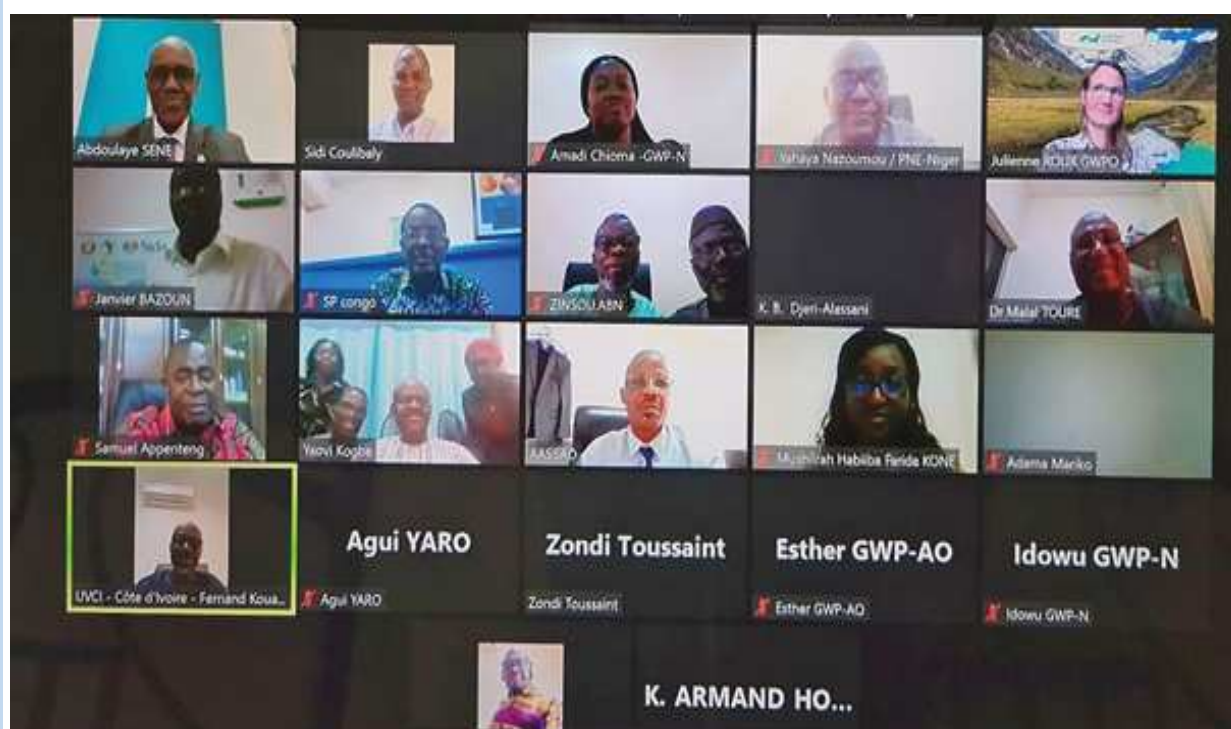 Abdoulaye SENE
Sidi Coulibaly
Amadi Chioma -GWP-N
Yahaya Nazoumou / PNE-Niger
Julienne ROUX GWPO
Janvier BAZOUN
SP congo
ZINSOU ABN
K. B. Djeri-Alassani
Dr Malal TOURE
Samuel Appenteng
Yaovi Kogbe
AASSAO
Mushirah Habiiba Faride KONE
Adama Mariko
UVCI - Côte d'Ivoire - Fernand Koua...
Agui YARO
Agui YARO
Zondi Toussaint
Zondi Toussaint
Esther GWP-AO
Esther GWP-AO
Idowu GWP-N
Idowu GWP-N
K. ARMAND HO...